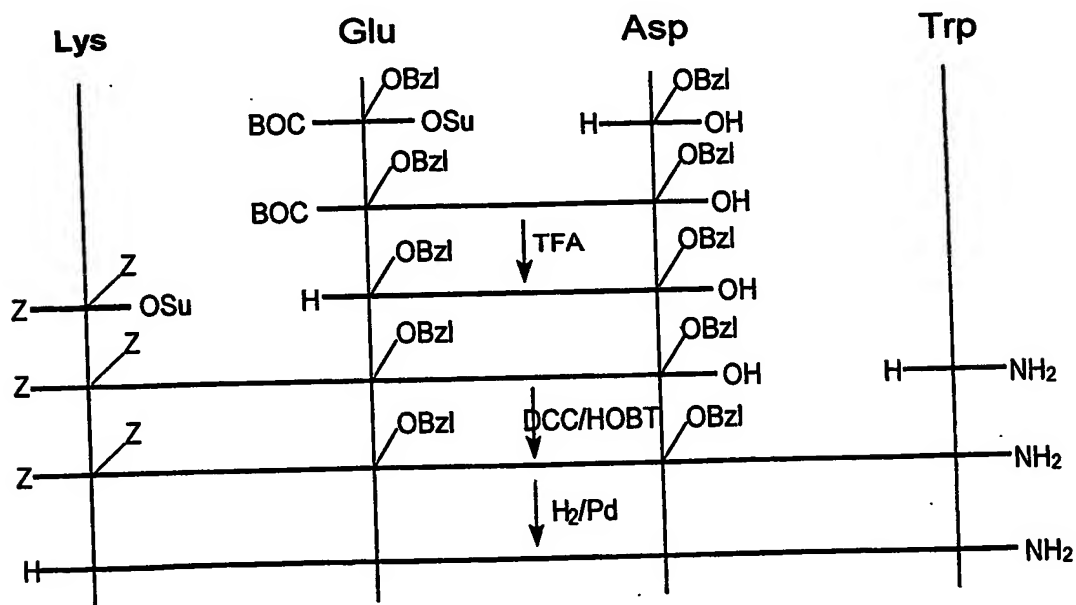 Lys Glu Asp Trp
OBzl OBzl
BOC OSu H OH
OBzl OBzl
BOC OH
TFA
OBzl OBzl
Z
H OH
Z OSu
OBzl OBzl
Z
H NH2
Z OH
DCC/HOBT
OBzl OBzl
Z
Z NH2
H2/Pd
H NH2